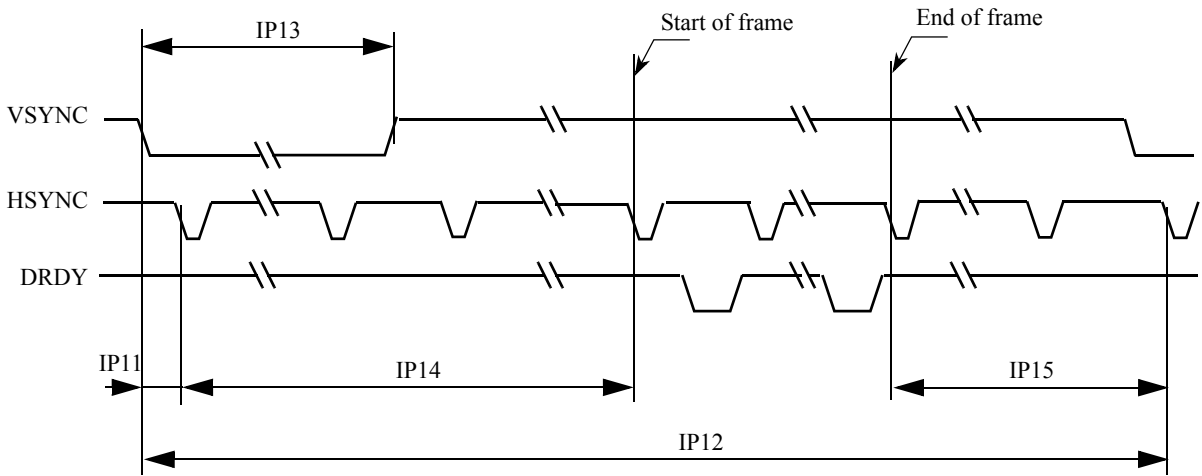 IP13
Start of frame
End of frame
VSYNC
HSYNC
DRDY
IP11
IP14
IP15
IP12